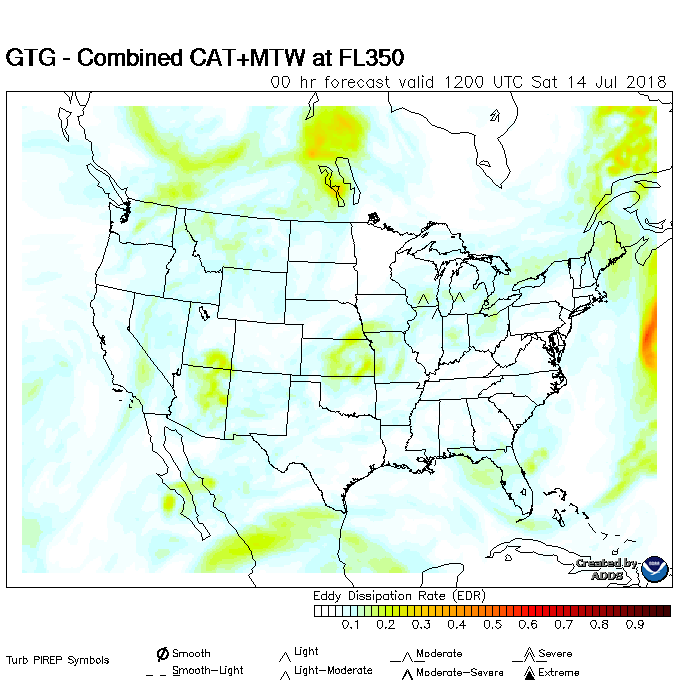 GTG - Combined CAT+MTW at FL350
00 hr forecast valid 1200 UTC Sat 14 Jul 2018
Created by
ADDS
NOAA
Eddy Dissipation Rate (EDR)
0.1 0.2 0.3 0.4 0.5 0.6 0.7 0.8 0.9
Turb PIREP Symbols
Smooth Light Moderate Severe
Smooth-Light Light-Moderate Moderate-Severe Extreme